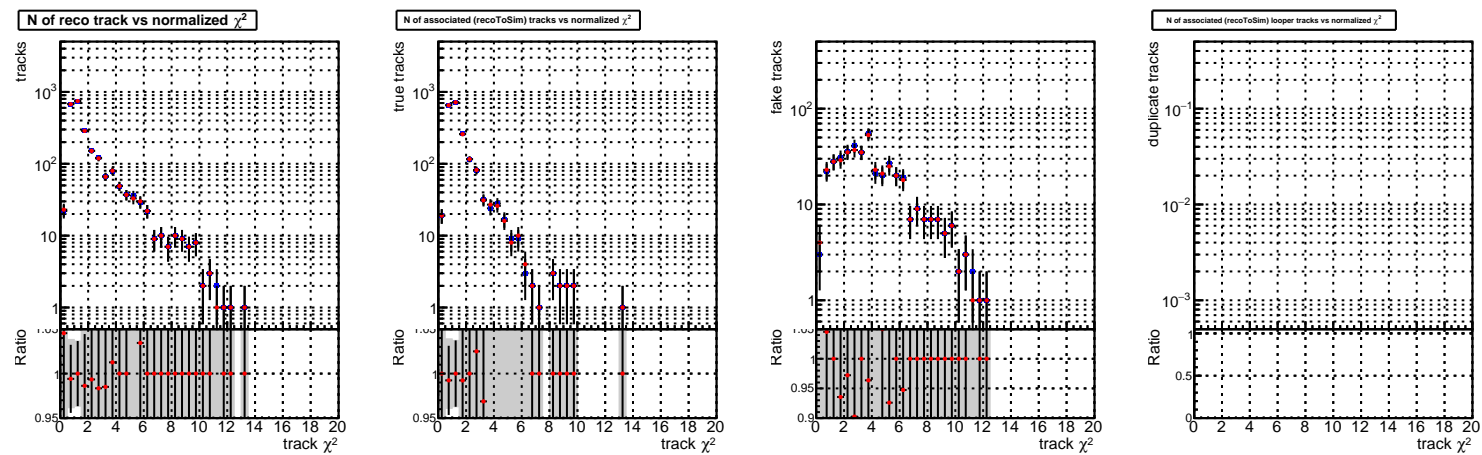 N of reco track vs normalized χ²
tracks
10³
10²
10
1
Ratio
1.05
1
0.95
0 2 4 6 8 10 12 14 16 18 20
track χ²
N of associated (recoToSim) tracks vs normalized χ²
true tracks
10³
10²
10
1
Ratio
1.05
1
0.95
0 2 4 6 8 10 12 14 16 18 20
track χ²
fake tracks
10²
10
1
Ratio
1.05
1
0.95
0.9
0 2 4 6 8 10 12 14 16 18 20
track χ²
N of associated (recoToSim) looper tracks vs normalized χ²
duplicate tracks
10⁻¹
10⁻²
10⁻³
Ratio
1
0.5
0
0 2 4 6 8 10 12 14 16 18 20
track χ²